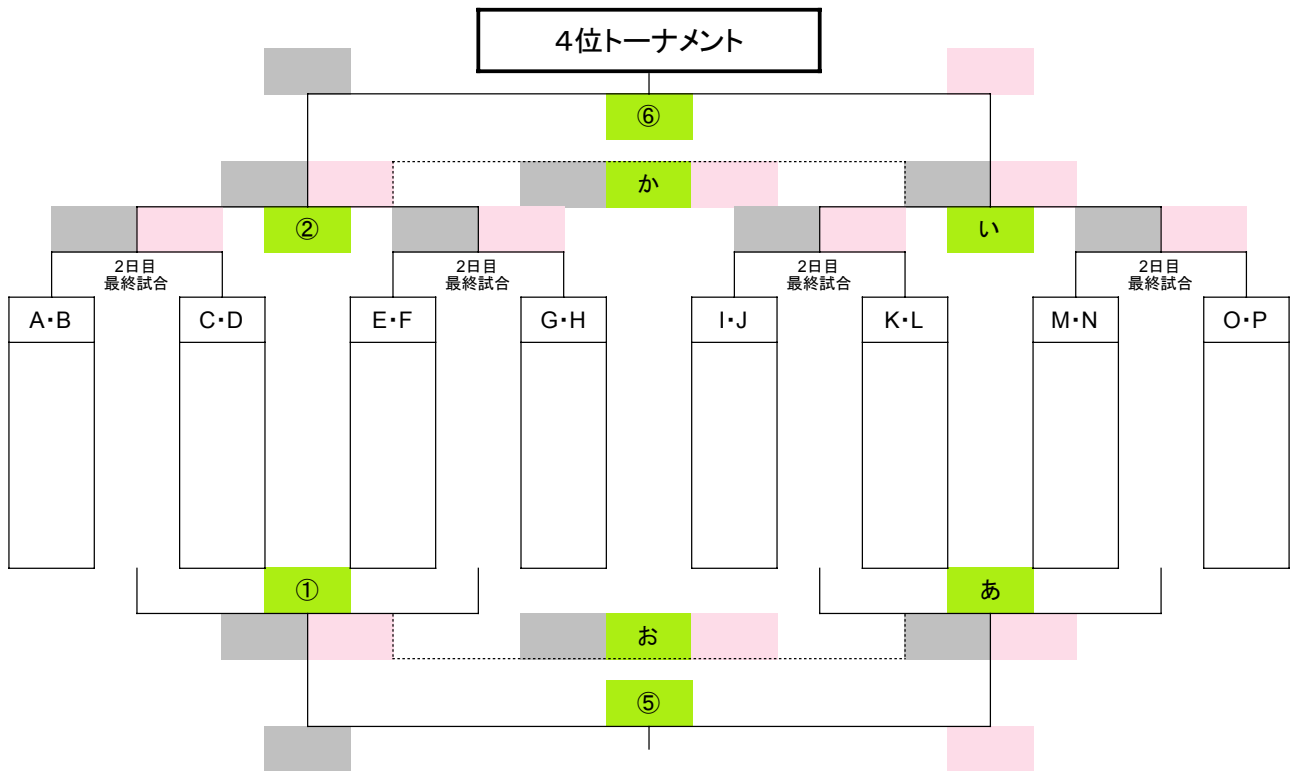 4位トーナメント
⑥
か
②
い
2日目
最終試合
2日目
最終試合
2日目
最終試合
2日目
最終試合
A・B
C・D
E・F
G・H
I・J
K・L
M・N
O・P
①
あ
お
⑤